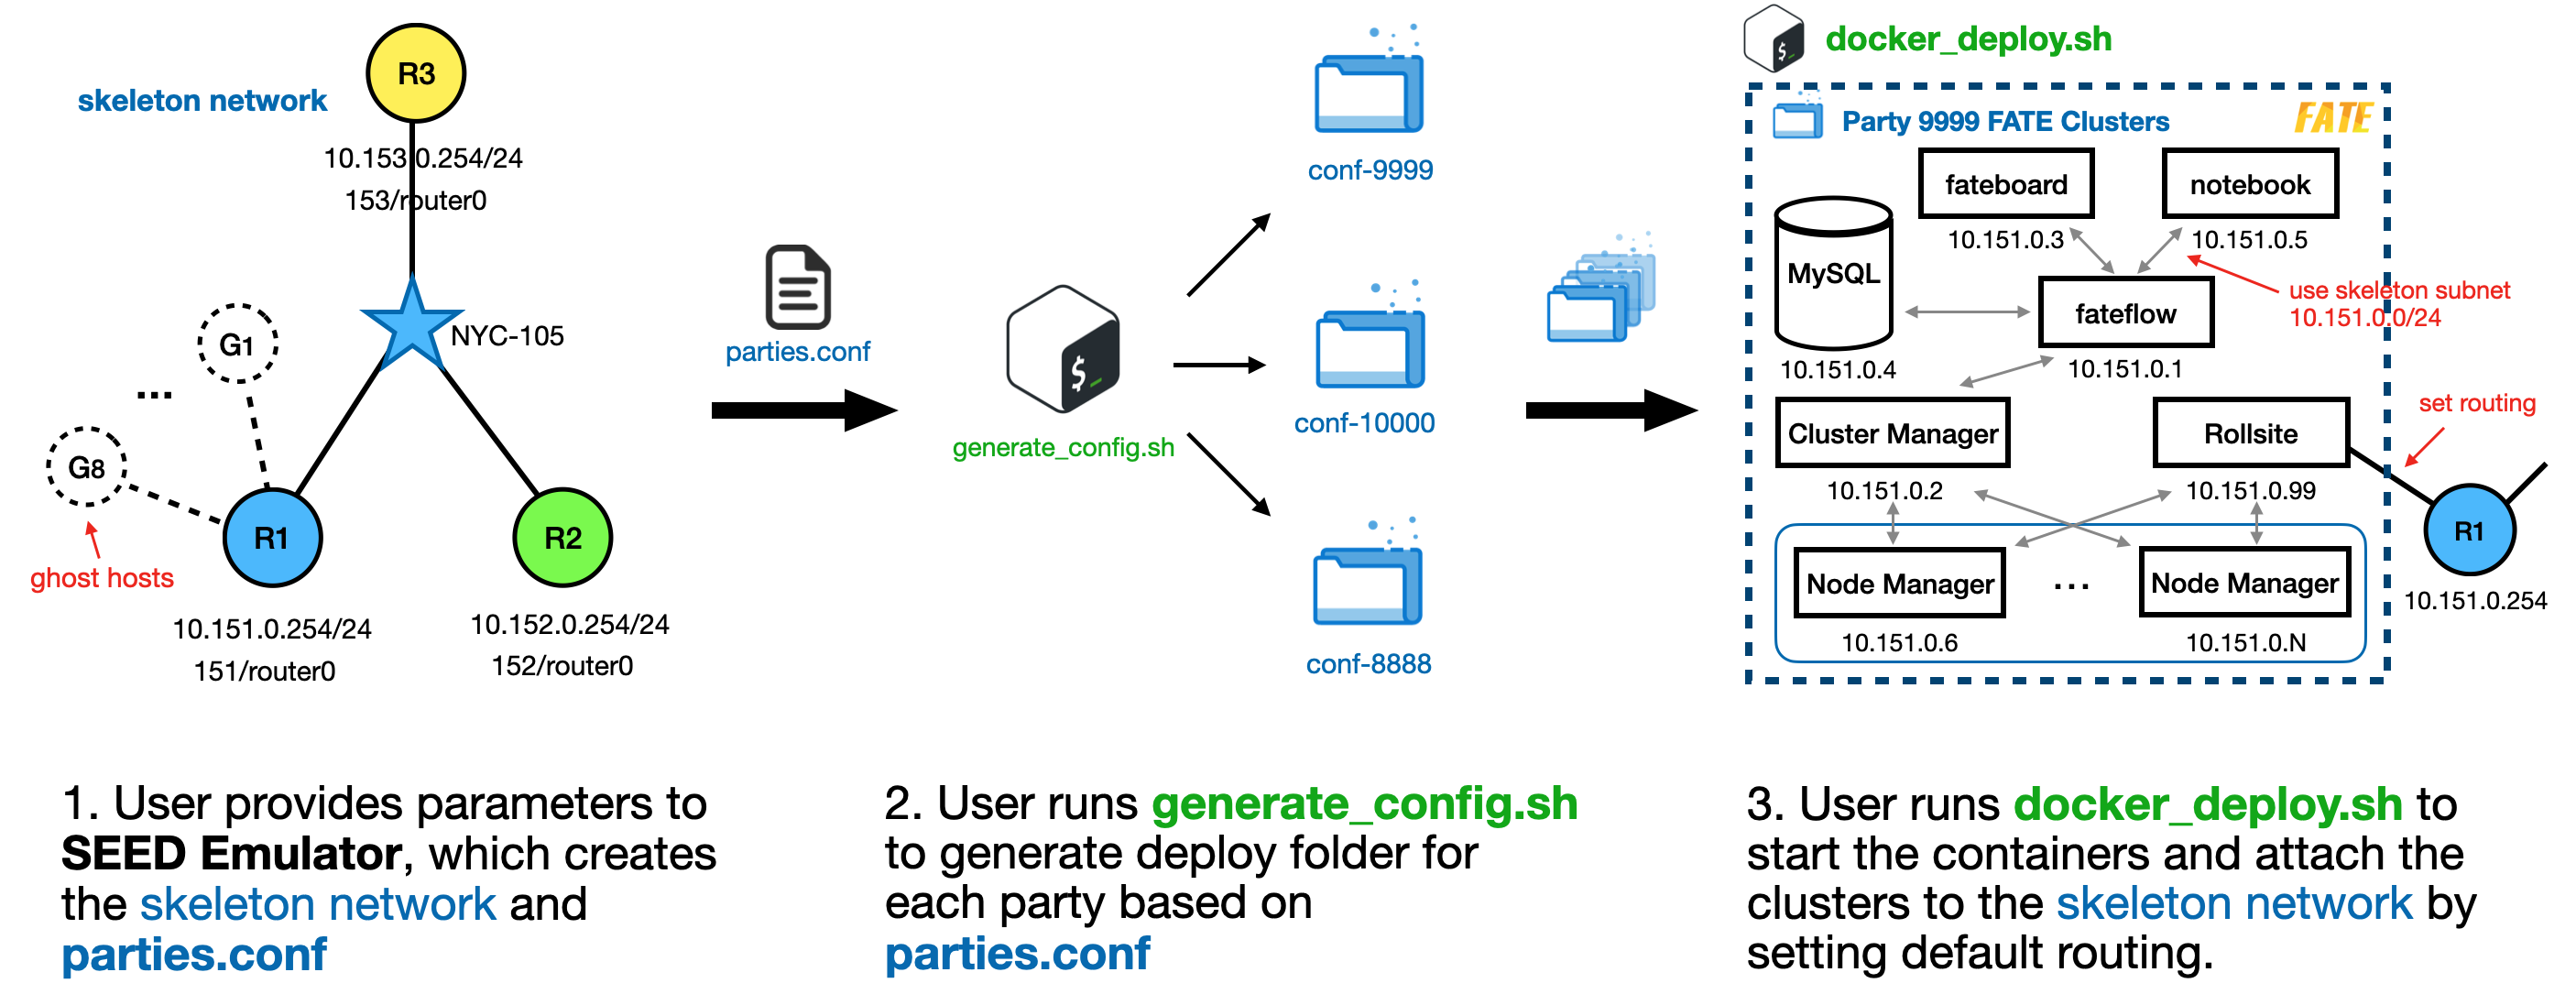 skeleton network
R3
10.153.0.254/24
153/router0
NYC-105
G1
...
G8
ghost hosts
R1
R2
10.151.0.254/24
151/router0
10.152.0.254/24
152/router0
1. User provides parameters to
SEED Emulator, which creates
the skeleton network and
parties.conf
parties.conf
$_
generate_config.sh
conf-9999
conf-10000
conf-8888
2. User runs generate_config.sh
to generate deploy folder for
each party based on
parties.conf
$_
docker_deploy.sh
Party 9999 FATE Clusters
FATE
fateboard
notebook
10.151.0.3
10.151.0.5
MySQL
fateflow
use skeleton subnet
10.151.0.0/24
10.151.0.4
10.151.0.1
set routing
Cluster Manager
Rollsite
10.151.0.2
10.151.0.99
R1
Node Manager
...
Node Manager
10.151.0.254
10.151.0.6
10.151.0.N
3. User runs docker_deploy.sh to
start the containers and attach the
clusters to the skeleton network by
setting default routing.